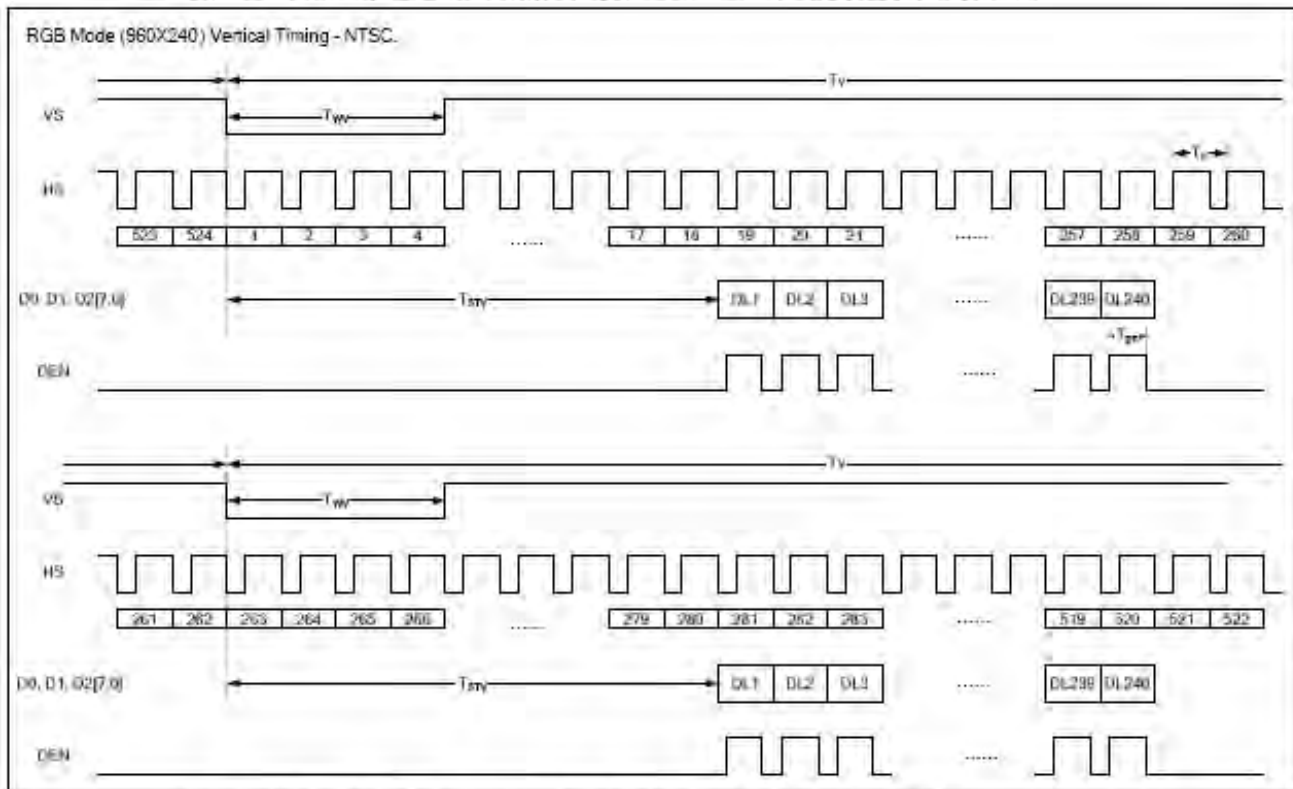 RGB Mode (960X240) Vertical Timing - NTSC.
Tv
VS
Twv
HS
Th
523 524 1 2 3 4 ...... 17 18 19 20 21 ...... 257 258 259 260
D0, D1, D2[7:0]
Tstv
DL1 DL2 DL3 ...... DL239 DL240
DEN
......
Tv
VS
Twv
HS
261 262 263 264 265 266 ...... 279 280 281 282 283 ...... 519 520 521 522
D0, D1, D2[7:0]
Tstv
DL1 DL2 DL3 ...... DL239 DL240
DEN
......